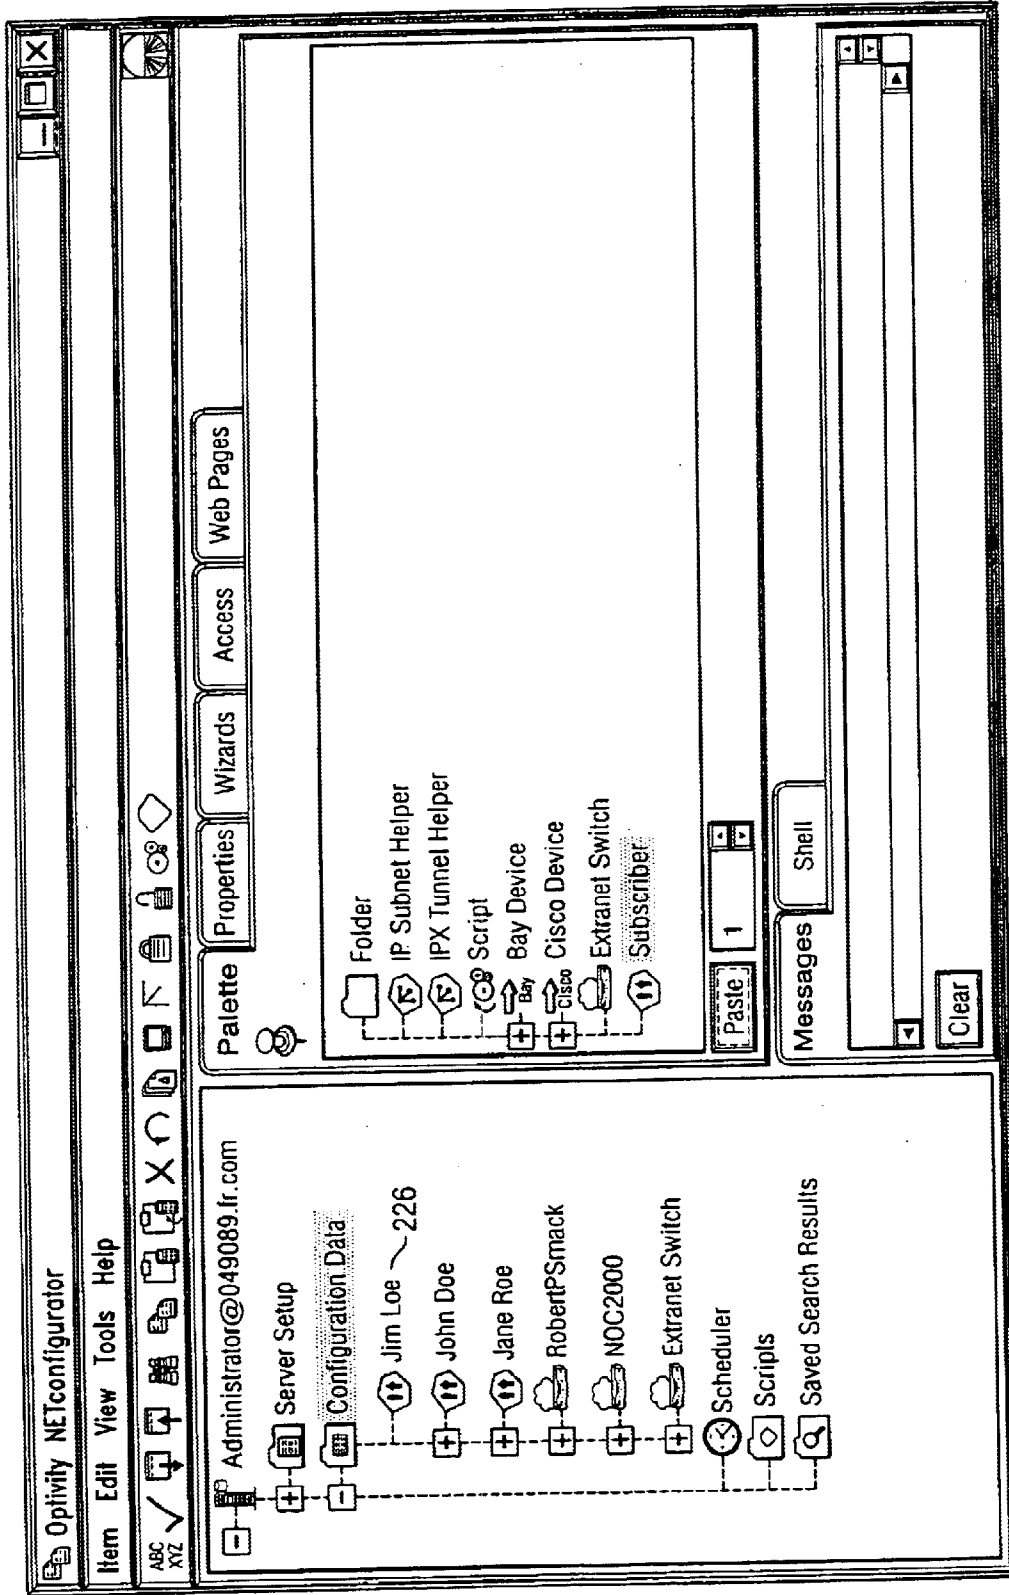 Optivity NETconfigurator
Item Edit View Tools Help
ABC
XYZ
Administrator@049089.fr.com
Server Setup
Configuration Data
Jim Loe 226
John Doe
Jane Roe
RobertPSmack
NOC2000
Extranet Switch
Scheduler
Scripts
Saved Search Results
Palette Properties Wizards Access Web Pages
Folder
IP Subnet Helper
IPX Tunnel Helper
Script
Bay Bay Device
Cisco Cisco Device
Extranet Switch
Subscriber
Paste 1
Messages Shell
Clear